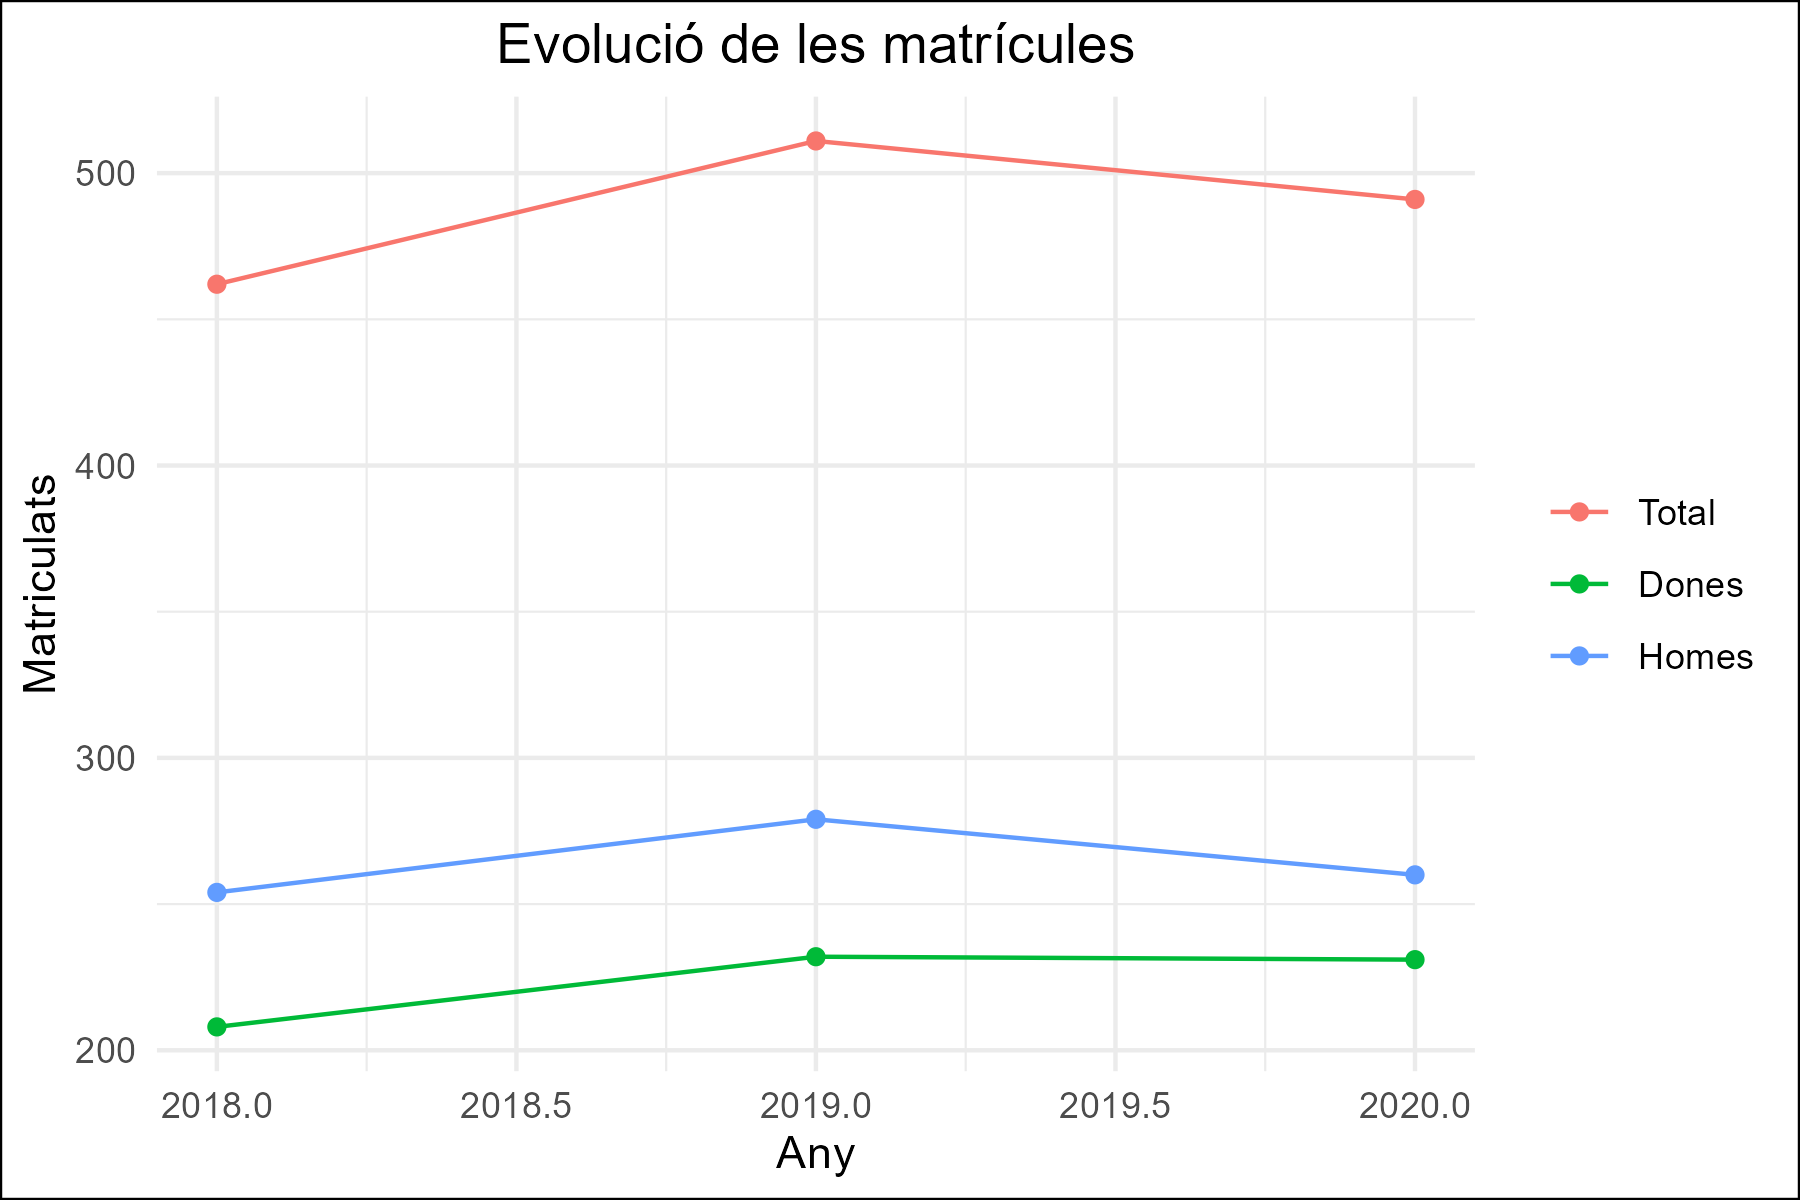 Evolució de les matrícules
500
400
300
200
Matriculats
2018.0 2018.5 2019.0 2019.5 2020.0
Any
Total
Dones
Homes